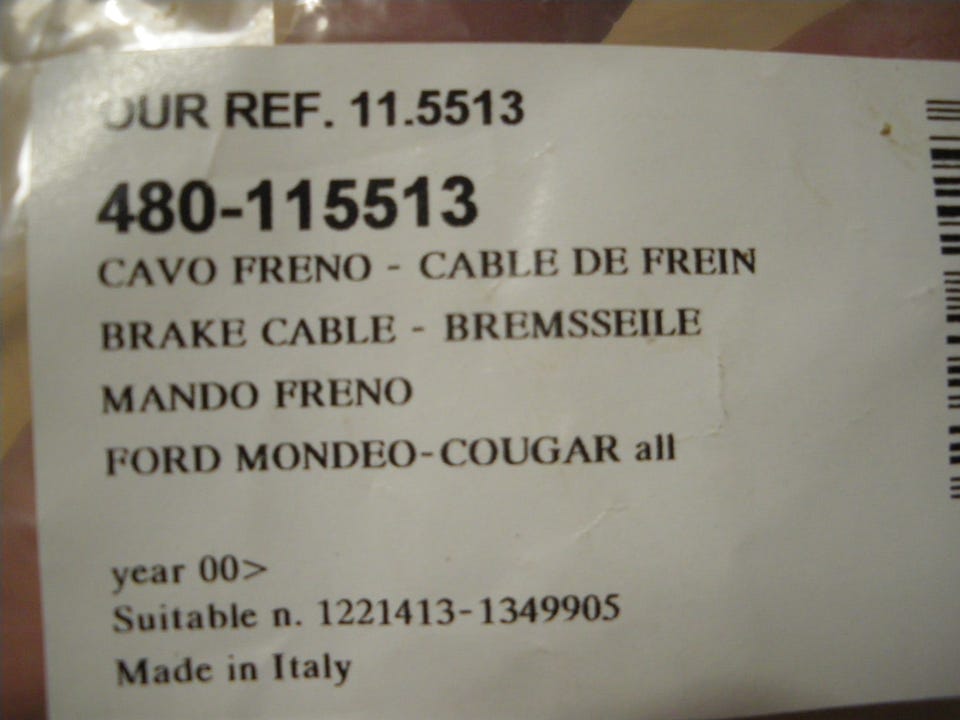 OUR REF. 11.5513
480-115513
CAVO FRENO - CABLE DE FREIN
BRAKE CABLE - BREMSSEILE
MANDO FRENO
FORD MONDEO-COUGAR all
year 00>
Suitable n. 1221413-1349905
Made in Italy